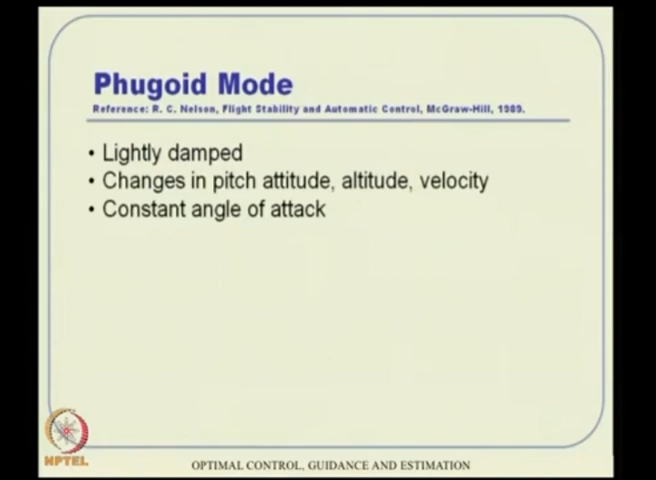 Phugoid Mode
Reference: R. C. Nelson, Flight Stability and Automatic Control, McGraw-Hill, 1989.
• Lightly damped
• Changes in pitch attitude, altitude, velocity
• Constant angle of attack
NPTEL
OPTIMAL CONTROL, GUIDANCE AND ESTIMATION